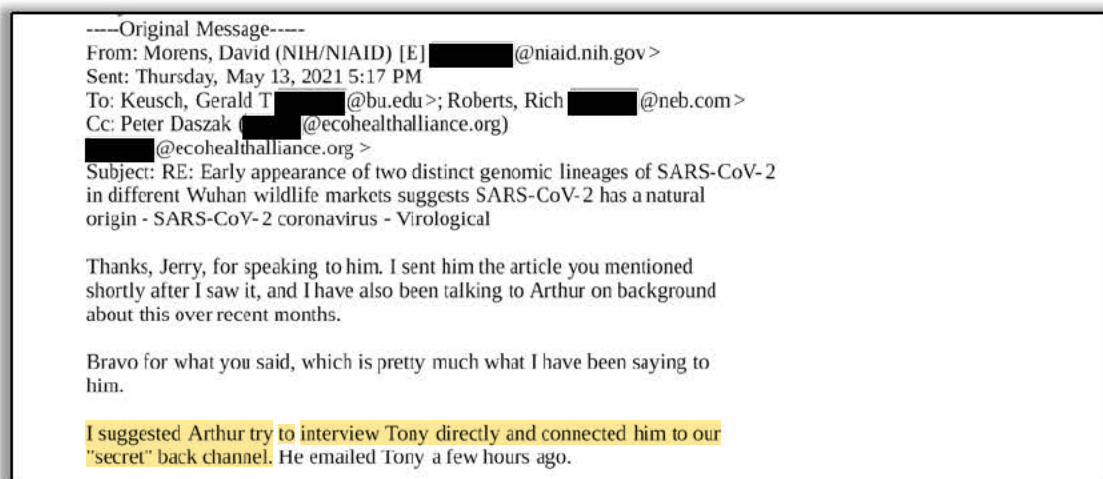 -----Original Message-----
From: Morens, David (NIH/NIAID) [E] @niaid.nih.gov>
Sent: Thursday, May 13, 2021 5:17 PM
To: Keusch, Gerald T @bu.edu>; Roberts, Rich @neb.com>
Cc: Peter Daszak ( @ecohealthalliance.org)
@ecohealthalliance.org >
Subject: RE: Early appearance of two distinct genomic lineages of SARS-CoV-2
in different Wuhan wildlife markets suggests SARS-CoV-2 has a natural
origin - SARS-CoV-2 coronavirus - Virological
Thanks, Jerry, for speaking to him. I sent him the article you mentioned
shortly after I saw it, and I have also been talking to Arthur on background
about this over recent months.
Bravo for what you said, which is pretty much what I have been saying to
him.
I suggested Arthur try to interview Tony directly and connected him to our
"secret" back channel. He emailed Tony a few hours ago.